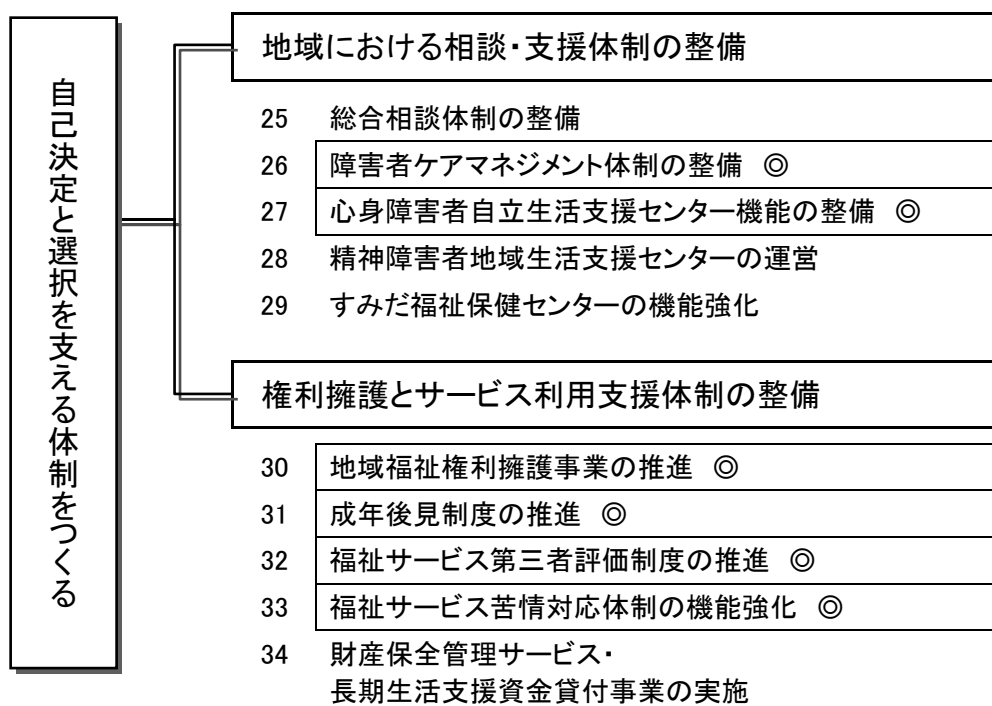 自己決定と選択を支える体制をつくる
地域における相談・支援体制の整備
25 総合相談体制の整備
26 障害者ケアマネジメント体制の整備 ◎
27 心身障害者自立生活支援センター機能の整備 ◎
28 精神障害者地域生活支援センターの運営
29 すみだ福祉保健センターの機能強化
権利擁護とサービス利用支援体制の整備
30 地域福祉権利擁護事業の推進 ◎
31 成年後見制度の推進 ◎
32 福祉サービス第三者評価制度の推進 ◎
33 福祉サービス苦情対応体制の機能強化 ◎
34 財産保全管理サービス・
長期生活支援資金貸付事業の実施